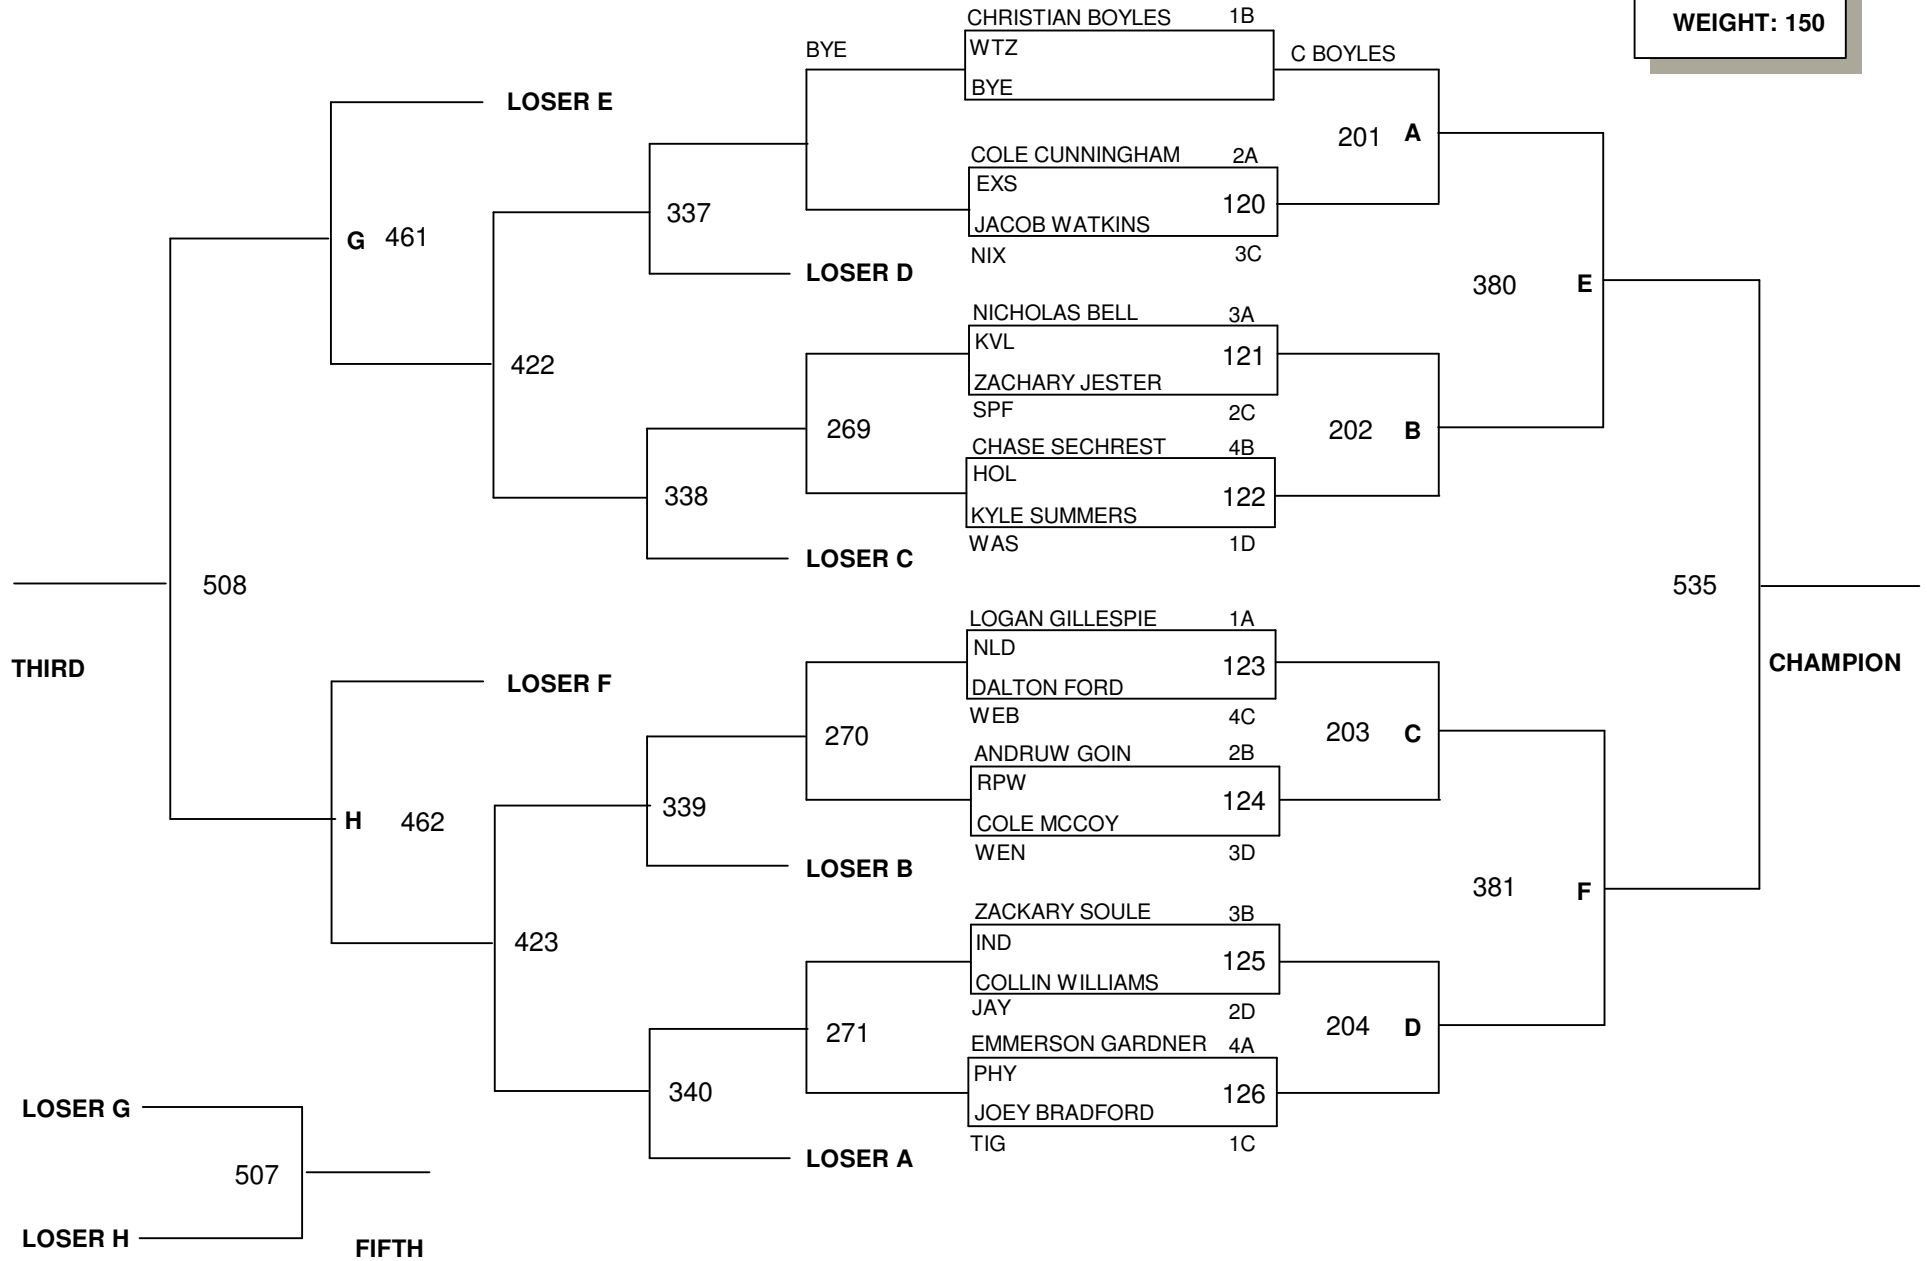 CHRISTIAN BOYLES 1B
WEIGHT: 150
BYE
WTZ
C BOYLES
BYE
LOSER E
201 A
COLE CUNNINGHAM 2A
EXS
120
337
JACOB WATKINS
G 461
NIX 3C
LOSER D
380 E
NICHOLAS BELL 3A
KVL
121
422
ZACHARY JESTER
SPF 2C
269
202 B
CHASE SECHREST 4B
HOL
338
122
KYLE SUMMERS
WAS 1D
LOSER C
508
535
LOGAN GILLESPIE 1A
NLD
THIRD
123
CHAMPION
LOSER F
DALTON FORD
WEB 4C
270
203 C
ANDRUW GOIN 2B
RPW
339
124
H 462
COLE MCCOY
WEN 3D
LOSER B
381 F
ZACKARY SOULE 3B
IND
423
125
COLLIN WILLIAMS
JAY 2D
271
204 D
EMMERSON GARDNER 4A
PHY
340
126
LOSER G
JOEY BRADFORD
TIG 1C
LOSER A
507
LOSER H
FIFTH